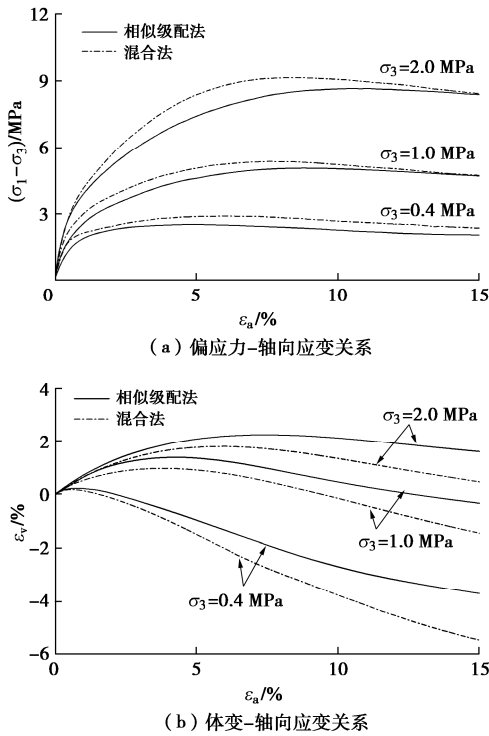 12
9
6
3
0
5
10
15
(σ₁−σ₃)/MPa
相似级配法
混合法
σ₃=2.0 MPa
σ₃=1.0 MPa
σ₃=0.4 MPa
εa/%
(a)偏应力-轴向应变关系
4
2
0
-2
-4
-6
0
5
10
15
εv/%
相似级配法
混合法
σ₃=2.0 MPa
σ₃=1.0 MPa
σ₃=0.4 MPa
εa/%
(b)体变-轴向应变关系